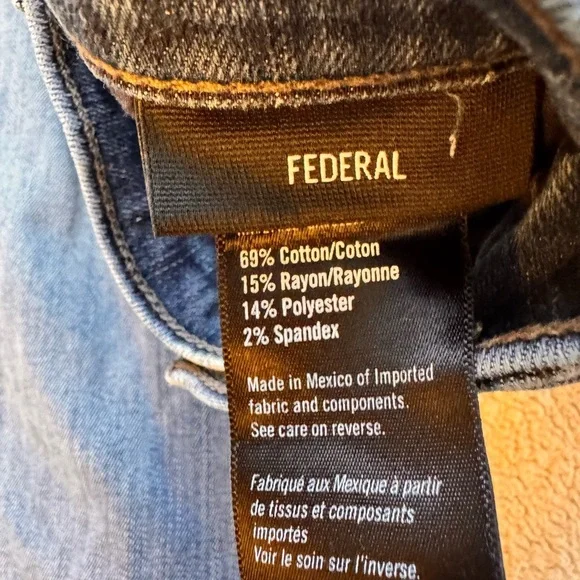 FEDERAL
69% Cotton/Coton
15% Rayon/Rayonne
14% Polyester
2% Spandex
Made in Mexico of Imported
fabric and components.
See care on reverse.
Fabriqué aux Mexique à partir
de tissus et composants
importés
Voir le soin sur l'inverse.